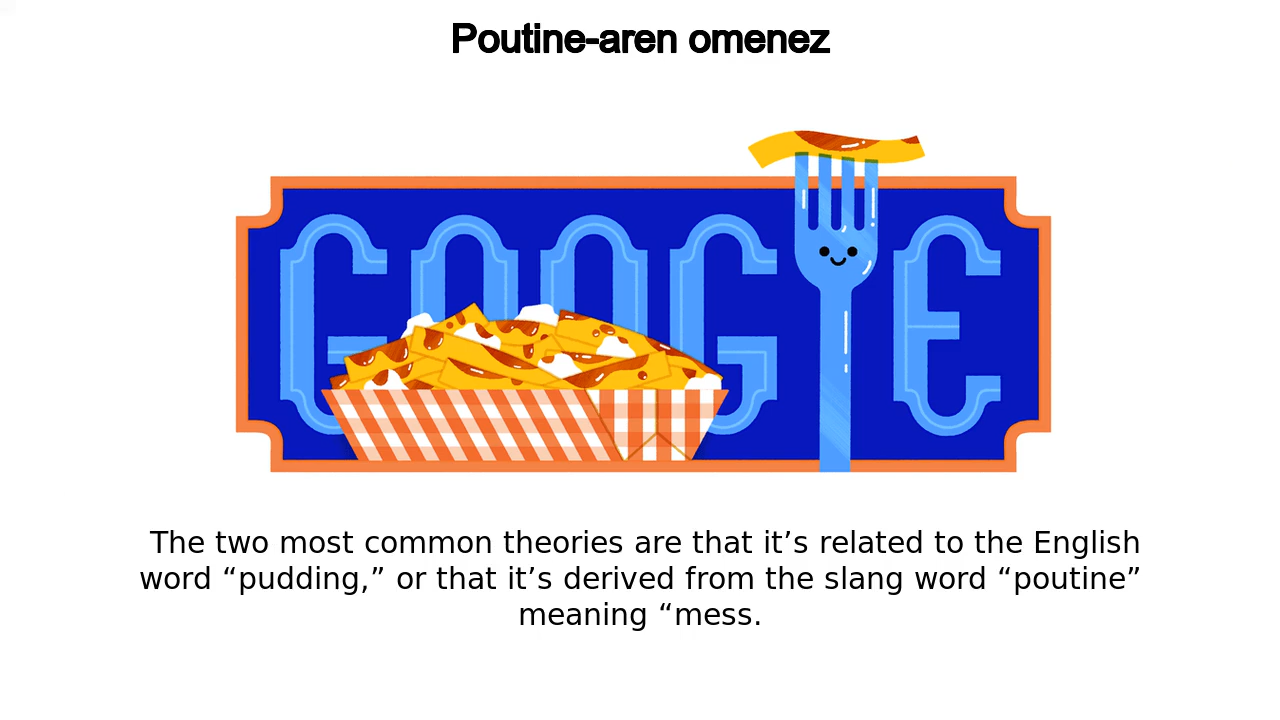 Poutine-aren omenez
GOOGLE
The two most common theories are that it’s related to the English
word “pudding,” or that it’s derived from the slang word “poutine”
meaning “mess.